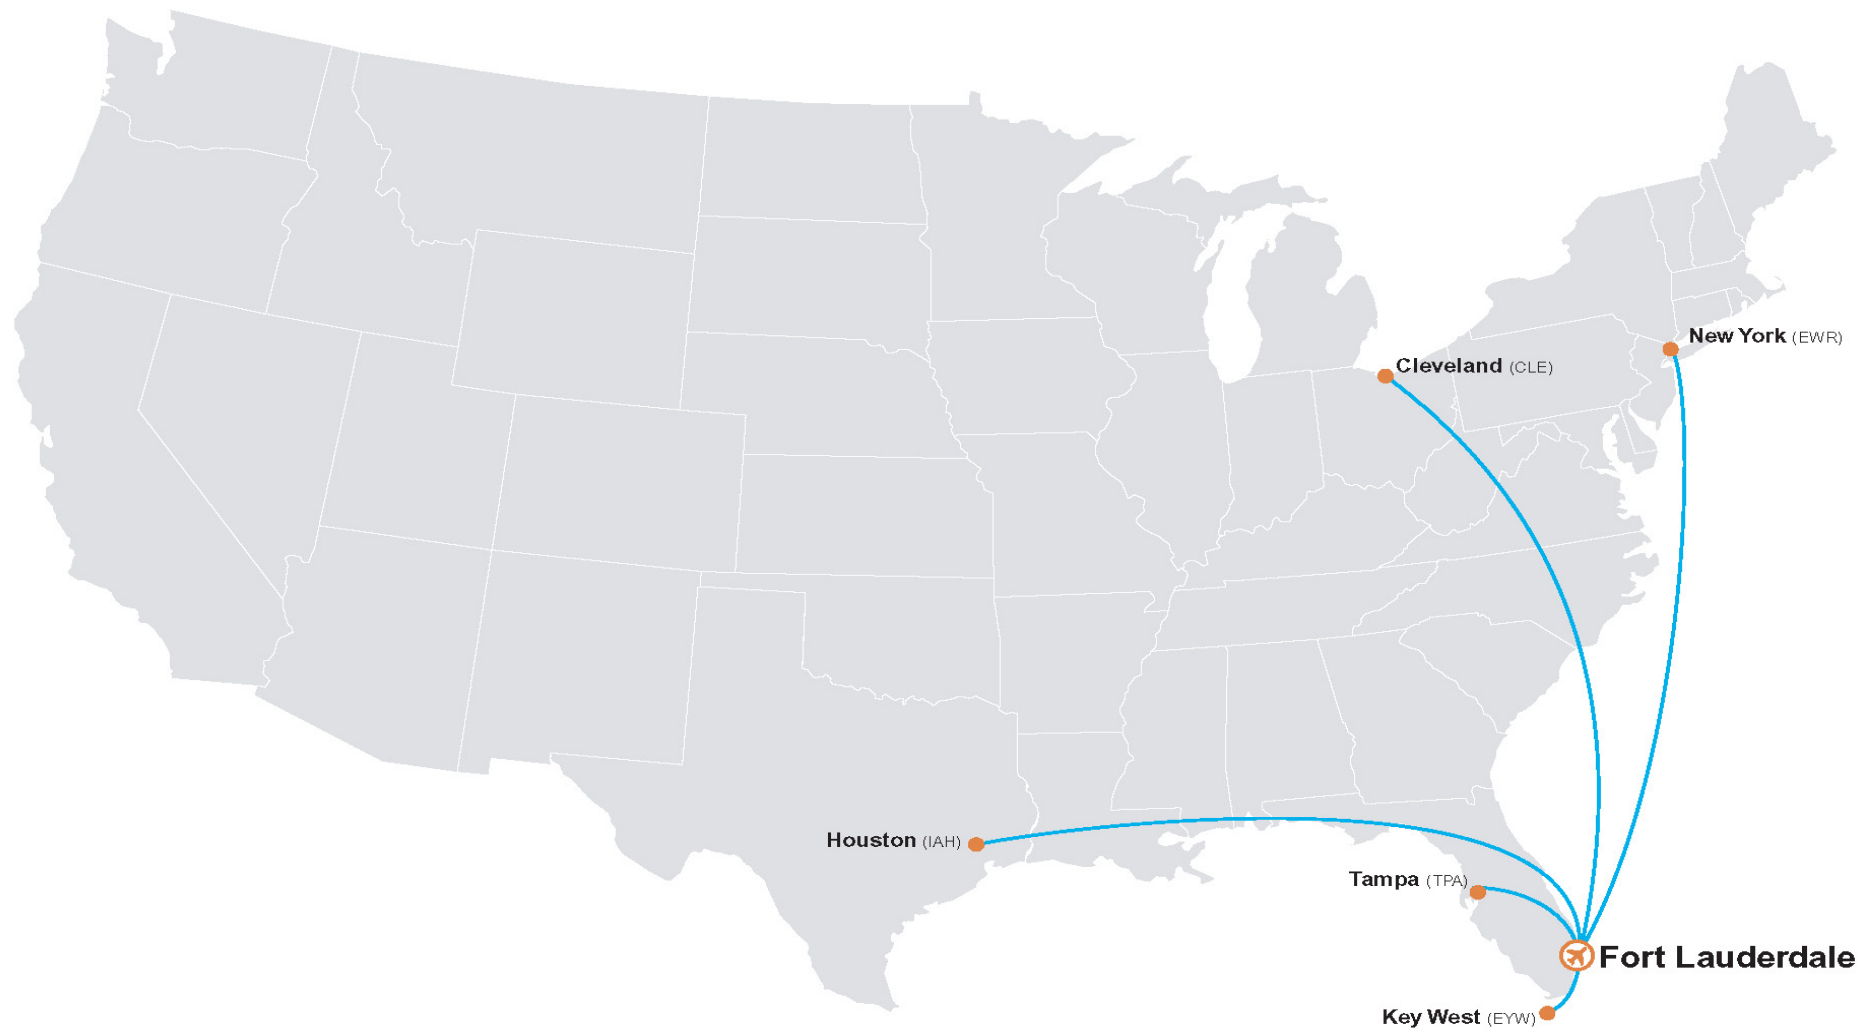 New York (EWR)
Cleveland (CLE)
Houston (IAH)
Tampa (TPA)
Fort Lauderdale
Key West (EYW)